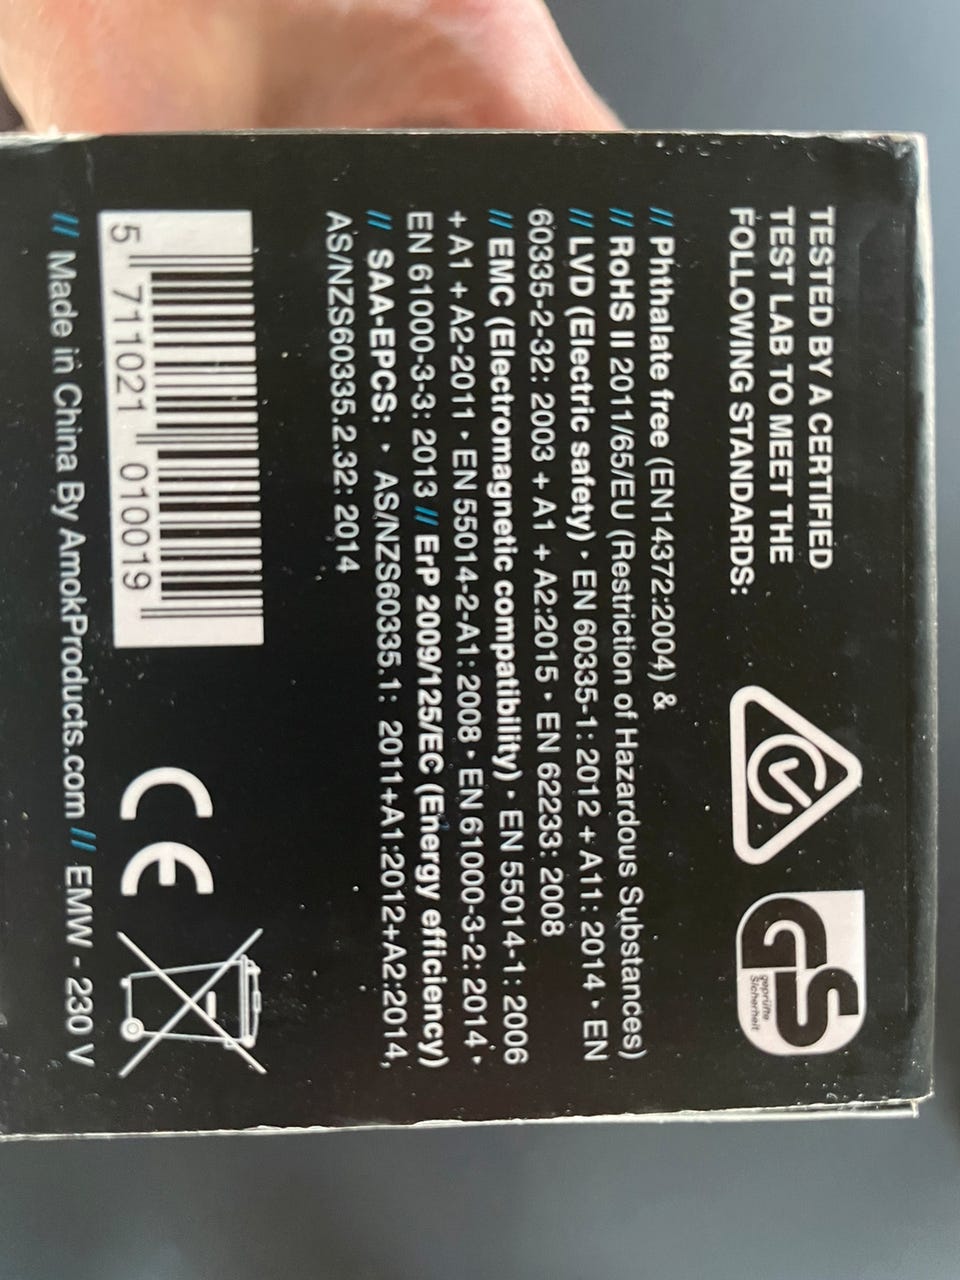 TESTED BY A CERTIFIED
TEST LAB TO MEET THE
FOLLOWING STANDARDS:
GS
geprüfte
Sicherheit
// Phthalate free (EN14372:2004) &
// RoHS II 2011/65/EU (Restriction of Hazardous Substances)
// LVD (Electric safety) • EN 60335-1: 2012 + A11: 2014 • EN
60335-2-32: 2003 + A1 + A2:2015 • EN 62233: 2008
// EMC (Electromagnetic compatibility) • EN 55014-1: 2006
+ A1 + A2-2011 • EN 55014-2-A1: 2008 • EN 61000-3-2: 2014 •
EN 61000-3-3: 2013 // ErP 2009/125/EC (Energy efficiency)
// SAA-EPCS: • AS/NZS60335.1: 2011+A1:2012+A2:2014,
AS/NZS60335.2.32: 2014
5 711021 010019
CE
// Made in China By AmokProducts.com // EMW - 230 V